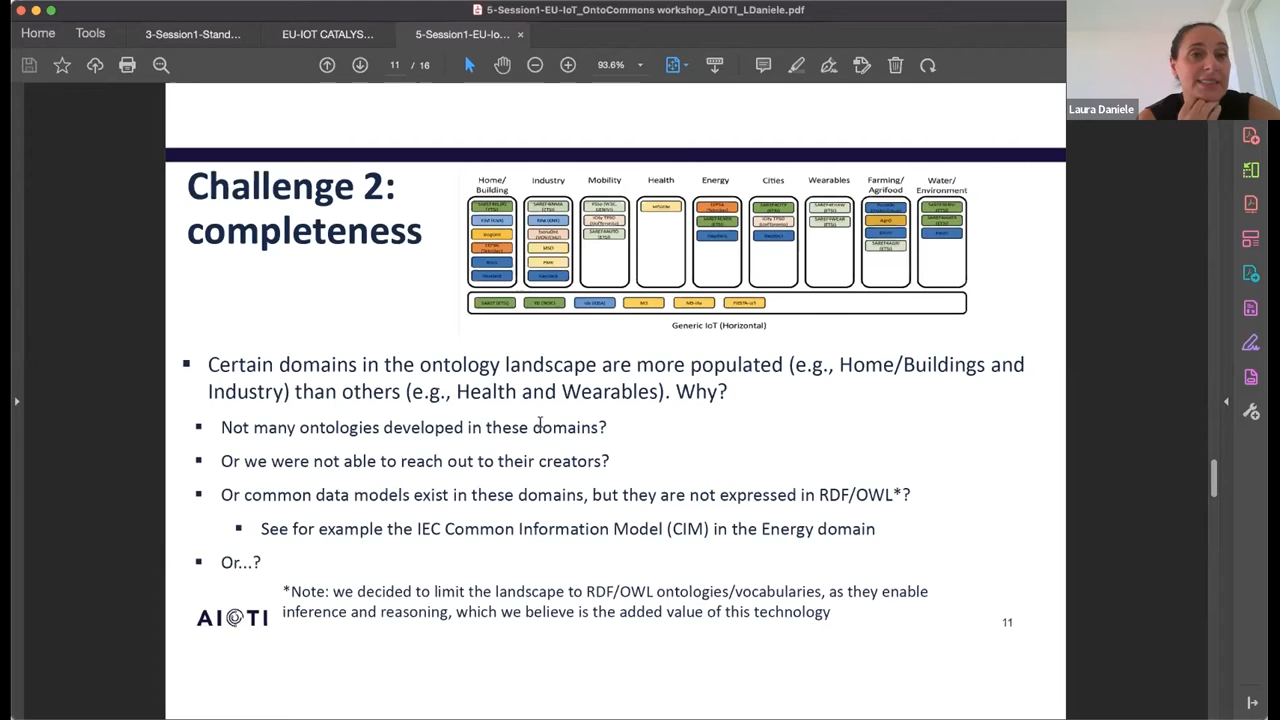 5-Session1-EU-IoT_OntoCommons workshop_AIOTI_LDaniele.pdf
Home
Tools
3-Session1-Stand...
EU-IOT CATALYS...
5-Session1-EU-Io...
×
11 / 16
93.6%
Laura Daniele
Challenge 2:
completeness
Home/
Building
Industry
Mobility
Health
Energy
Cities
Wearables
Farming/
Agrifood
Water/
Environment
Generic IoT (Horizontal)
▪ Certain domains in the ontology landscape are more populated (e.g., Home/Buildings and
Industry) than others (e.g., Health and Wearables). Why?
▪ Not many ontologies developed in these domains?
▪ Or we were not able to reach out to their creators?
▪ Or common data models exist in these domains, but they are not expressed in RDF/OWL*?
▪ See for example the IEC Common Information Model (CIM) in the Energy domain
▪ Or...?
*Note: we decided to limit the landscape to RDF/OWL ontologies/vocabularies, as they enable
inference and reasoning, which we believe is the added value of this technology
AIOTI
11